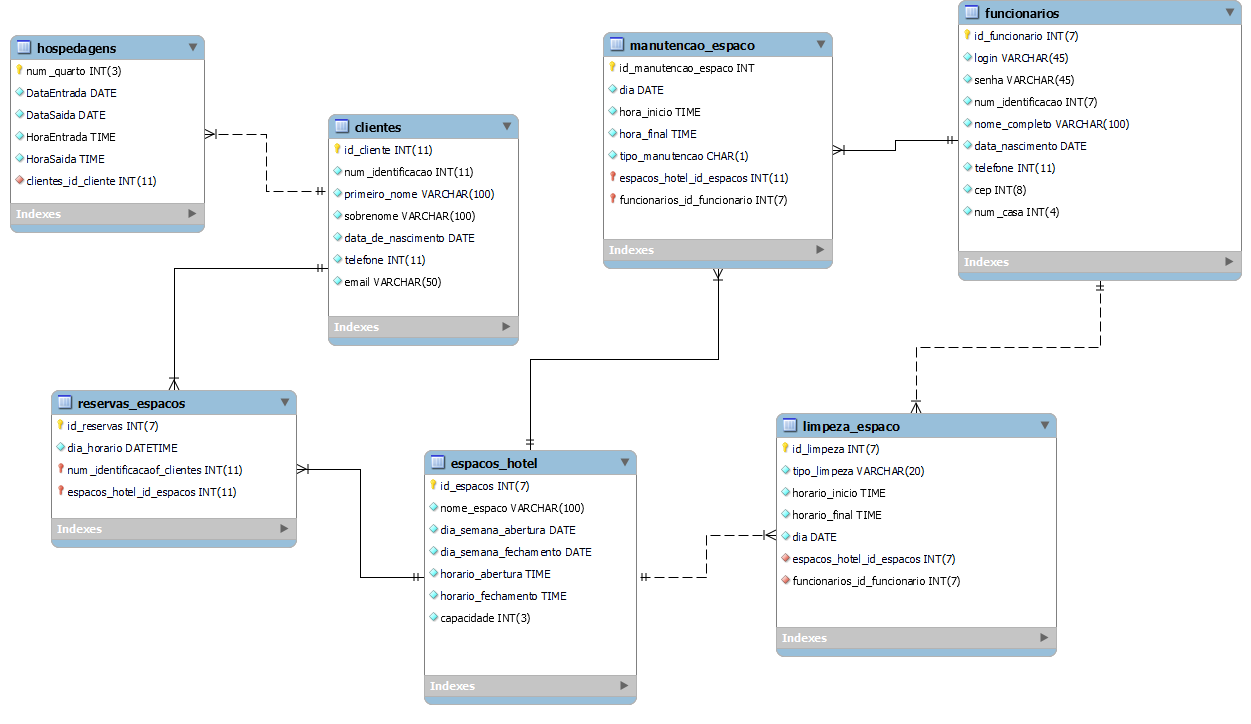 hospedagens
num_quarto INT(3)
DataEntrada DATE
DataSaida DATE
HoraEntrada TIME
HoraSaida TIME
clientes_id_cliente INT(11)
Indexes
clientes
id_cliente INT(11)
num_identificacao INT(11)
primeiro_nome VARCHAR(100)
sobrenome VARCHAR(100)
data_de_nascimento DATE
telefone INT(11)
email VARCHAR(50)
Indexes
manutencao_espaco
id_manutencao_espaco INT
dia DATE
hora_inicio TIME
hora_final TIME
tipo_manutencao CHAR(1)
espacos_hotel_id_espacos INT(11)
funcionarios_id_funcionario INT(7)
Indexes
funcionarios
id_funcionario INT(7)
login VARCHAR(45)
senha VARCHAR(45)
num_identificacao INT(7)
nome_completo VARCHAR(100)
data_nascimento DATE
telefone INT(11)
cep INT(8)
num_casa INT(4)
Indexes
reservas_espacos
id_reservas INT(7)
dia_horario DATETIME
num_identificacaof_clientes INT(11)
espacos_hotel_id_espacos INT(11)
Indexes
espacos_hotel
id_espacos INT(7)
nome_espaco VARCHAR(100)
dia_semana_abertura DATE
dia_semana_fechamento DATE
horario_abertura TIME
horario_fechamento TIME
capacidade INT(3)
Indexes
limpeza_espaco
id_limpeza INT(7)
tipo_limpeza VARCHAR(20)
horario_inicio TIME
horario_final TIME
dia DATE
espacos_hotel_id_espacos INT(7)
funcionarios_id_funcionario INT(7)
Indexes